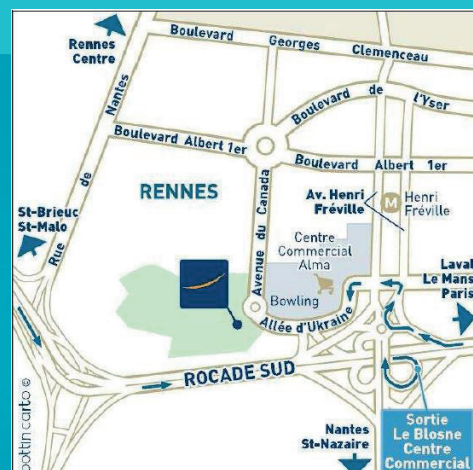 Boulevard Georges Clemenceau
Rennes
Centre
Rue de Nantes
Boulevard de l'Yser
Boulevard Albert 1er
Boulevard Albert 1er
RENNES
Av. Henri
Fréville
M
Henri
Fréville
St-Brieuc
St-Malo
Avenue du Canada
Centre
Commercial
Alma
Bowling
Laval
Le Mans
Paris
Allée d'Ukraine
ROCADE SUD
Nantes
St-Nazaire
Sortie
Le Blosne
Centre
Commercial
bottin carto ©